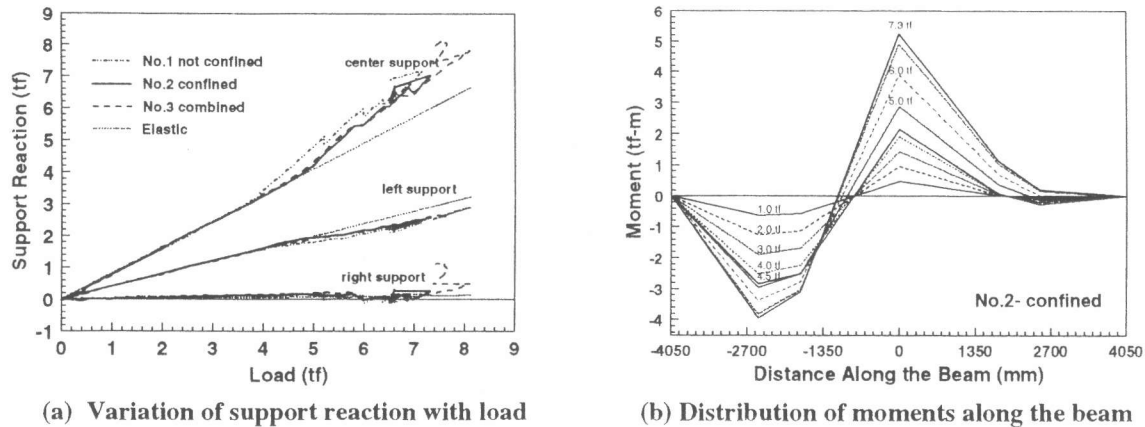 9
8
7
6
5
4
3
2
1
0
-1
Support Reaction (tf)
No.1 not confined
No.2 confined
No.3 combined
Elastic
center support
left support
right support
0 1 2 3 4 5 6 7 8 9
Load (tf)
(a) Variation of support reaction with load
6
5
4
3
2
1
0
-1
-2
-3
-4
Moment (tf-m)
7.3 tf
6.0 tf
5.0 tf
1.0 tf
2.0 tf
3.0 tf
4.0 tf
4.5 tf
No.2- confined
-4050 -2700 -1350 0 1350 2700 4050
Distance Along the Beam (mm)
(b) Distribution of moments along the beam